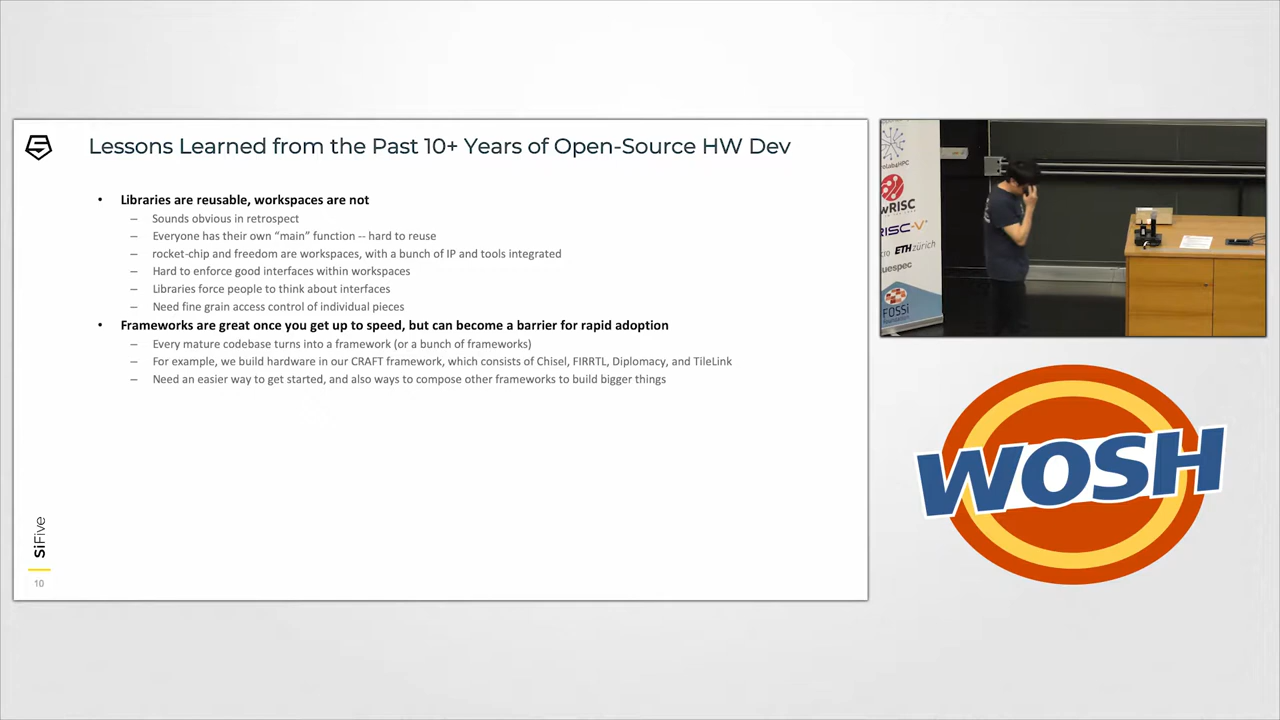 Lessons Learned from the Past 10+ Years of Open-Source HW Dev
• Libraries are reusable, workspaces are not
– Sounds obvious in retrospect
– Everyone has their own “main” function -- hard to reuse
– rocket-chip and freedom are workspaces, with a bunch of IP and tools integrated
– Hard to enforce good interfaces within workspaces
– Libraries force people to think about interfaces
– Need fine grain access control of individual pieces
• Frameworks are great once you get up to speed, but can become a barrier for rapid adoption
– Every mature codebase turns into a framework (or a bunch of frameworks)
– For example, we build hardware in our CRAFT framework, which consists of Chisel, FIRRTL, Diplomacy, and TileLink
– Need an easier way to get started, and also ways to compose other frameworks to build bigger things
SiFive
10
wRISC
RISC-V
ETH zürich
uespec
FOSSi
WOSH